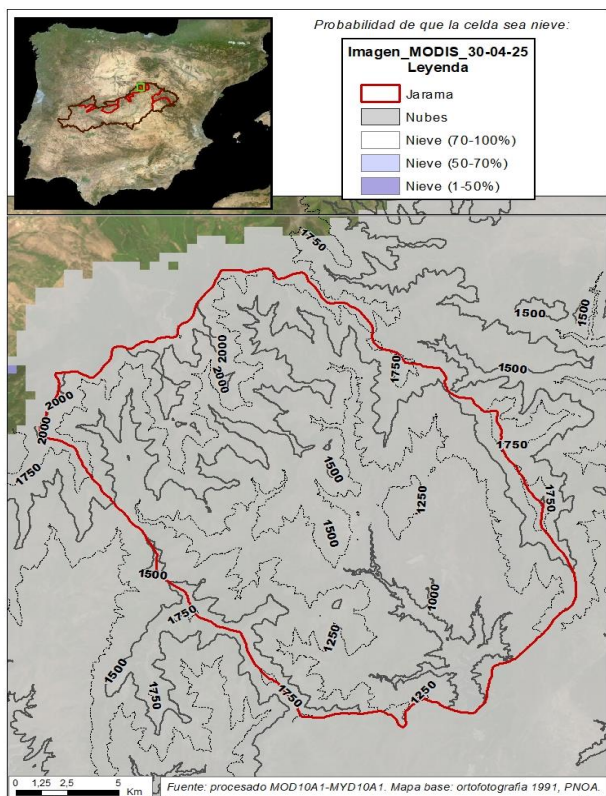 Probabilidad de que la celda sea nieve:
Imagen_MODIS_30-04-25
Leyenda
Jarama
Nubes
Nieve (70-100%)
Nieve (50-70%)
Nieve (1-50%)
1750
1500
1500
1500
2000
2000
1750
2000
2000
1750
1750
1500
1250
1750
1500
1500
1000
1750
1250
1500
1750
1750
1250
0 1,25 2,5 5
Km
Fuente: procesado MOD10A1-MYD10A1. Mapa base: ortofotografia 1991, PNOA.